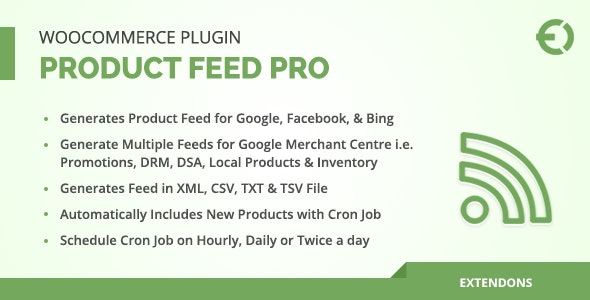 WOOCOMMERCE PLUGIN
PRODUCT FEED PRO
• Generates Product Feed for Google, Facebook, & Bing
• Generate Multiple Feeds for Google Merchant Centre i.e.
Promotions, DRM, DSA, Local Products & Inventory
• Generates Feed in XML, CSV, TXT & TSV File
• Automatically Includes New Products with Cron Job
• Schedule Cron Job on Hourly, Daily or Twice a day
EXTENDONS